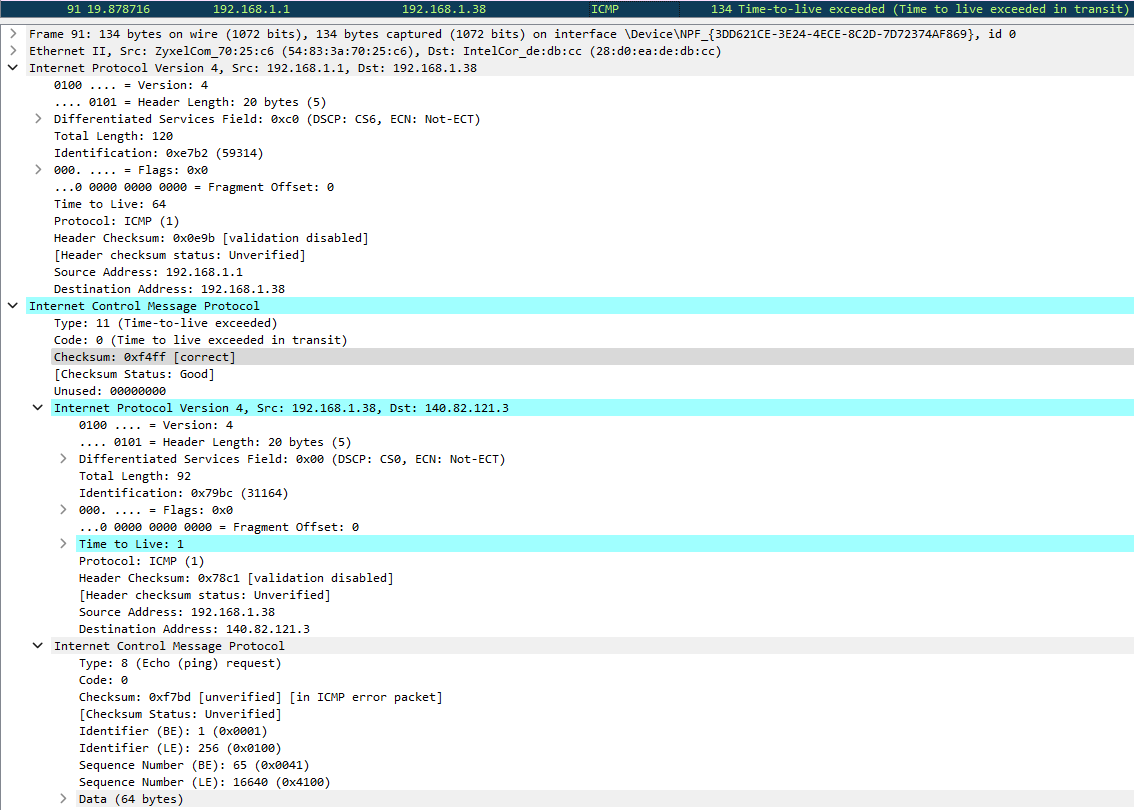 91 19.878716 192.168.1.1 192.168.1.38 ICMP 134 Time-to-live exceeded (Time to live exceeded in transit)
Frame 91: 134 bytes on wire (1072 bits), 134 bytes captured (1072 bits) on interface \Device\NPF_{3DD621CE-3E24-4ECE-8C2D-7D72374AF869}, id 0
Ethernet II, Src: ZyxelCom_70:25:c6 (54:83:3a:70:25:c6), Dst: IntelCor_de:db:cc (28:d0:ea:de:db:cc)
Internet Protocol Version 4, Src: 192.168.1.1, Dst: 192.168.1.38
0100 .... = Version: 4
.... 0101 = Header Length: 20 bytes (5)
Differentiated Services Field: 0xc0 (DSCP: CS6, ECN: Not-ECT)
Total Length: 120
Identification: 0xe7b2 (59314)
000. .... = Flags: 0x0
...0 0000 0000 0000 = Fragment Offset: 0
Time to Live: 64
Protocol: ICMP (1)
Header Checksum: 0x0e9b [validation disabled]
[Header checksum status: Unverified]
Source Address: 192.168.1.1
Destination Address: 192.168.1.38
Internet Control Message Protocol
Type: 11 (Time-to-live exceeded)
Code: 0 (Time to live exceeded in transit)
Checksum: 0xf4ff [correct]
[Checksum Status: Good]
Unused: 00000000
Internet Protocol Version 4, Src: 192.168.1.38, Dst: 140.82.121.3
0100 .... = Version: 4
.... 0101 = Header Length: 20 bytes (5)
Differentiated Services Field: 0x00 (DSCP: CS0, ECN: Not-ECT)
Total Length: 92
Identification: 0x79bc (31164)
000. .... = Flags: 0x0
...0 0000 0000 0000 = Fragment Offset: 0
Time to Live: 1
Protocol: ICMP (1)
Header Checksum: 0x78c1 [validation disabled]
[Header checksum status: Unverified]
Source Address: 192.168.1.38
Destination Address: 140.82.121.3
Internet Control Message Protocol
Type: 8 (Echo (ping) request)
Code: 0
Checksum: 0xf7bd [unverified] [in ICMP error packet]
[Checksum Status: Unverified]
Identifier (BE): 1 (0x0001)
Identifier (LE): 256 (0x0100)
Sequence Number (BE): 65 (0x0041)
Sequence Number (LE): 16640 (0x4100)
Data (64 bytes)